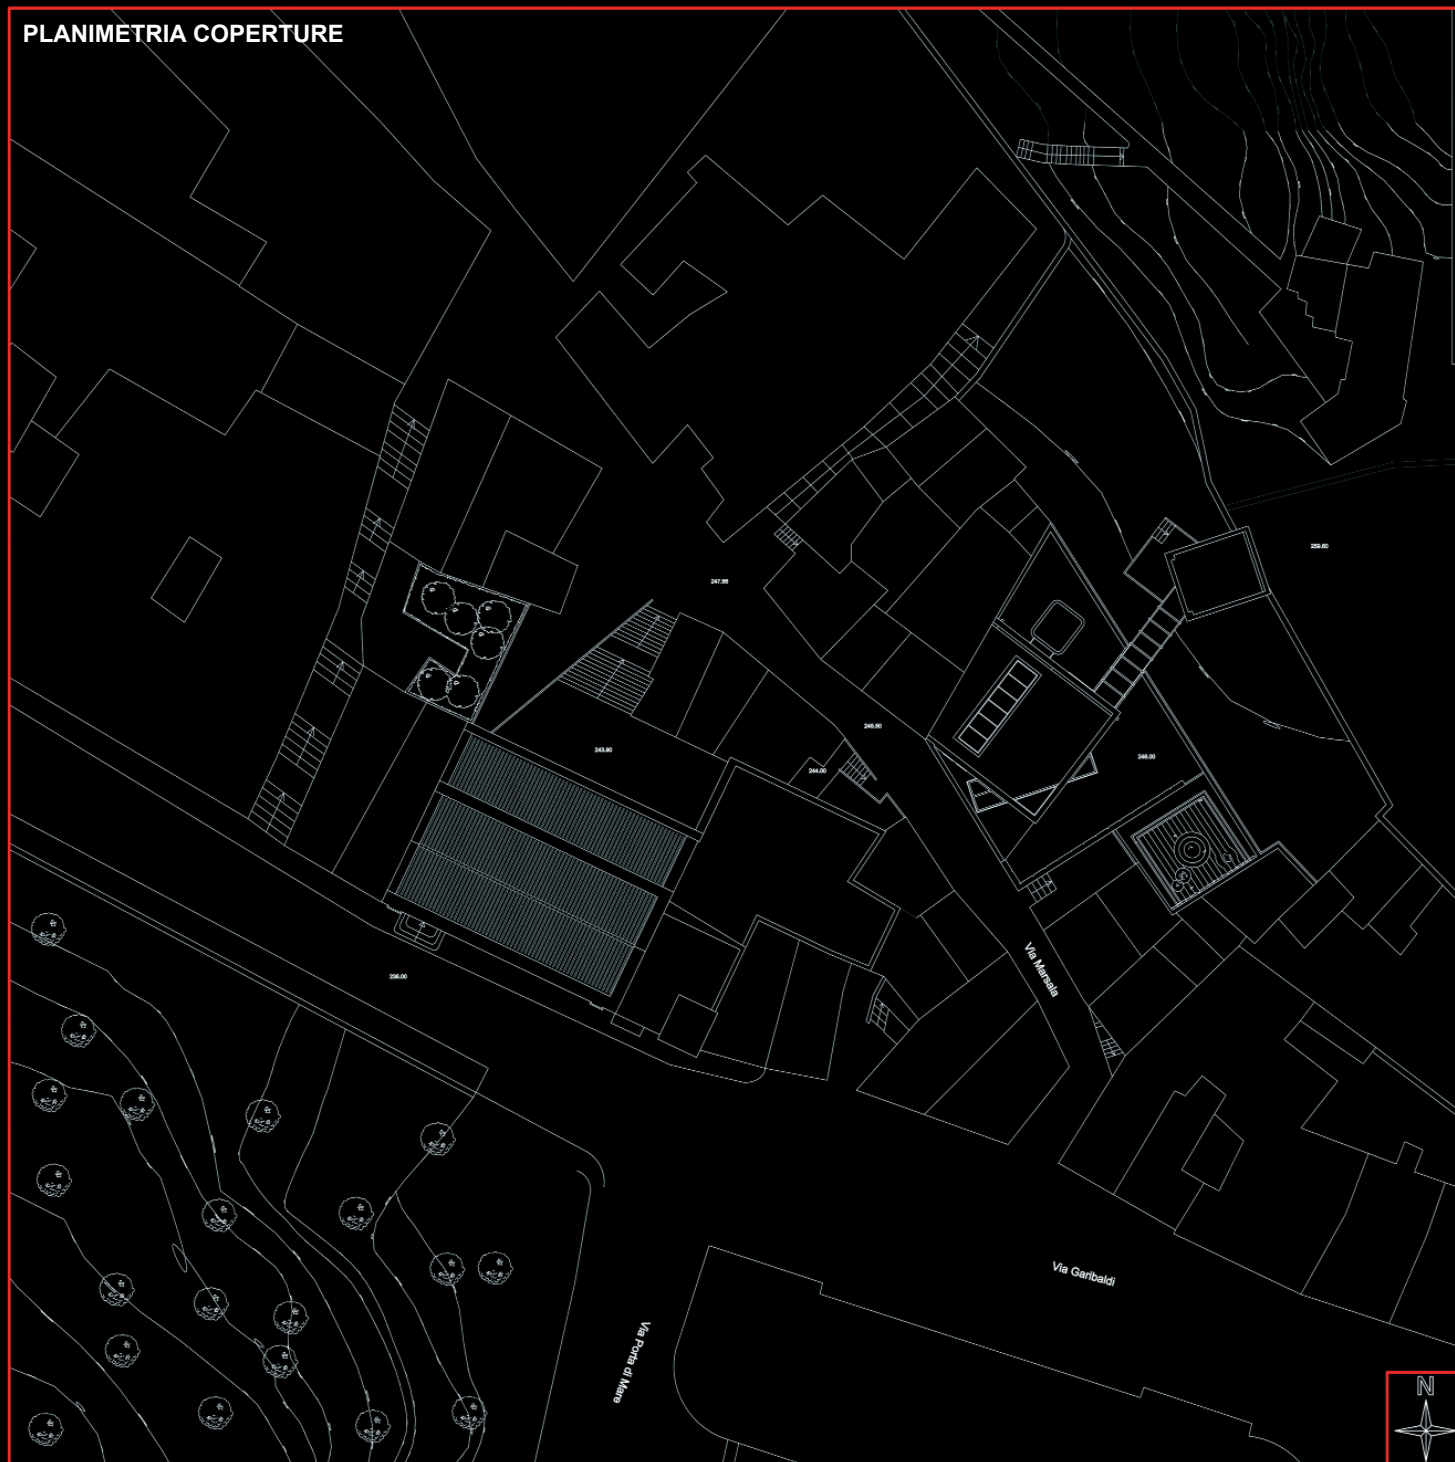 PLANIMETRIA COPERTURE
259.60
247.86
245.50
243.90
244.00
246.00
Via Marsala
238.00
Via Garibaldi
Via Porta di Mare
N